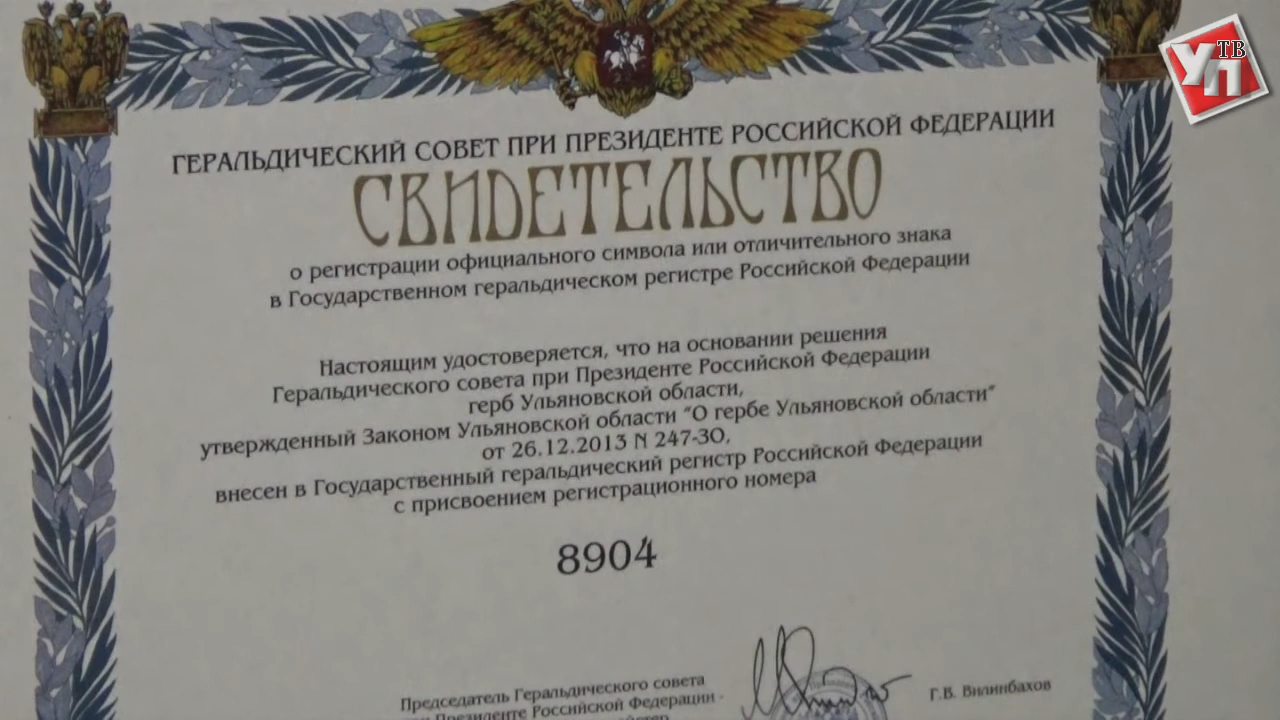 УП ТВ
ГЕРАЛЬДИЧЕСКИЙ СОВЕТ ПРИ ПРЕЗИДЕНТЕ РОССИЙСКОЙ ФЕДЕРАЦИИ
СВИДЕТЕЛЬСТВО
о регистрации официального символа или отличительного знака
в Государственном геральдическом регистре Российской Федерации
Настоящим удостоверяется, что на основании решения
Геральдического совета при Президенте Российской Федерации
герб Ульяновской области,
утвержденный Законом Ульяновской области "О гербе Ульяновской области"
от 26.12.2013 N 247-ЗО,
внесен в Государственный геральдический регистр Российской Федерации
с присвоением регистрационного номера
8904
Председатель Геральдического совета
при Президенте Российской Федерации -
Г.В. Вилинбахов